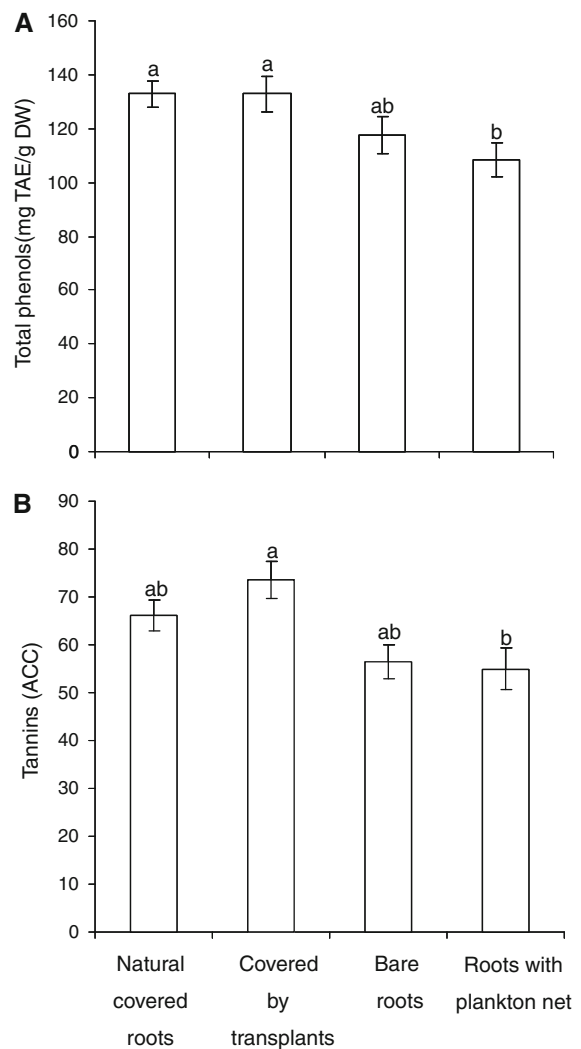 A
160
140
120
100
80
60
40
20
0
Total phenols(mg TAE/g DW)
a
a
ab
b
B
90
80
70
60
50
40
30
20
10
0
Tannins (ACC)
ab
a
ab
b
Natural
covered
roots
Covered
by
transplants
Bare
roots
Roots with
plankton net